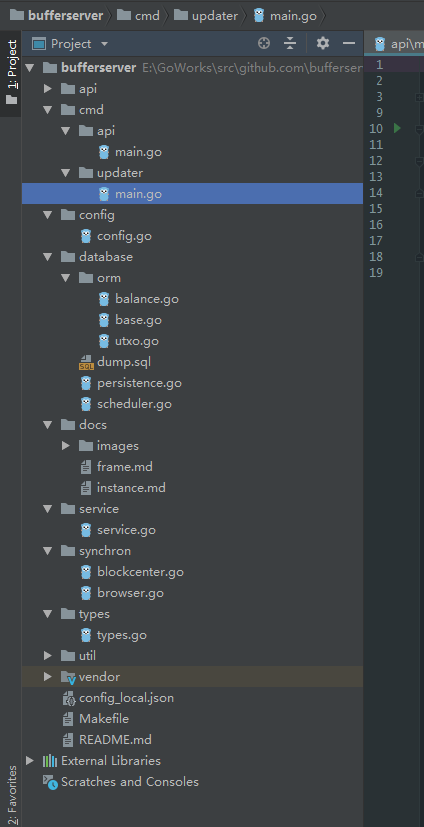 bufferserver cmd updater main.go
1: Project
Project
api\m
bufferserver E:\GoWorks\src\github.com\bufferser
api
cmd
api
main.go
updater
main.go
config
config.go
database
orm
balance.go
base.go
utxo.go
SQL dump.sql
persistence.go
scheduler.go
docs
images
frame.md
instance.md
service
service.go
synchron
blockcenter.go
browser.go
types
types.go
util
vendor
config_local.json
Makefile
README.md
External Libraries
Scratches and Consoles
2: Favorites
1
2
3
9
10
11
12
13
14
15
16
17
18
19